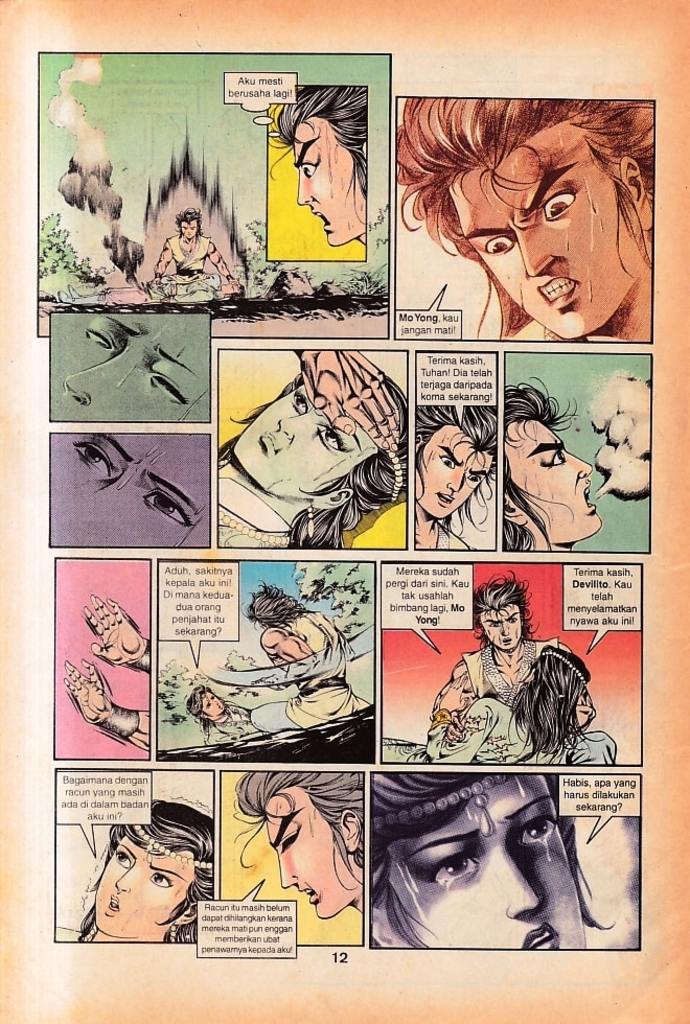 Aku mesti
berusaha lagi!
Mo Yong, kau
jangan mati!
Terima kasih,
Tuhan! Dia telah
terjaga daripada
koma sekarang!
Aduh, sakitnya
kepala aku ini!
Di mana kedua-
dua orang
penjahat itu
sekarang?
Mereka sudah
pergi dari sini. Kau
tak usahlah
bimbang lagi, Mo
Yong!
Terima kasih,
Devilito. Kau
telah
menyelamatkan
nyawa aku ini!
Bagaimana dengan
racun yang masih
ada di dalam badan
aku ini?
Racun itu masih belum
dapat dihilangkan kerana
mereka mati pun enggan
memberikan ubat
penawarnya kepada aku!
Habis, apa yang
harus dilakukan
sekarang?
12